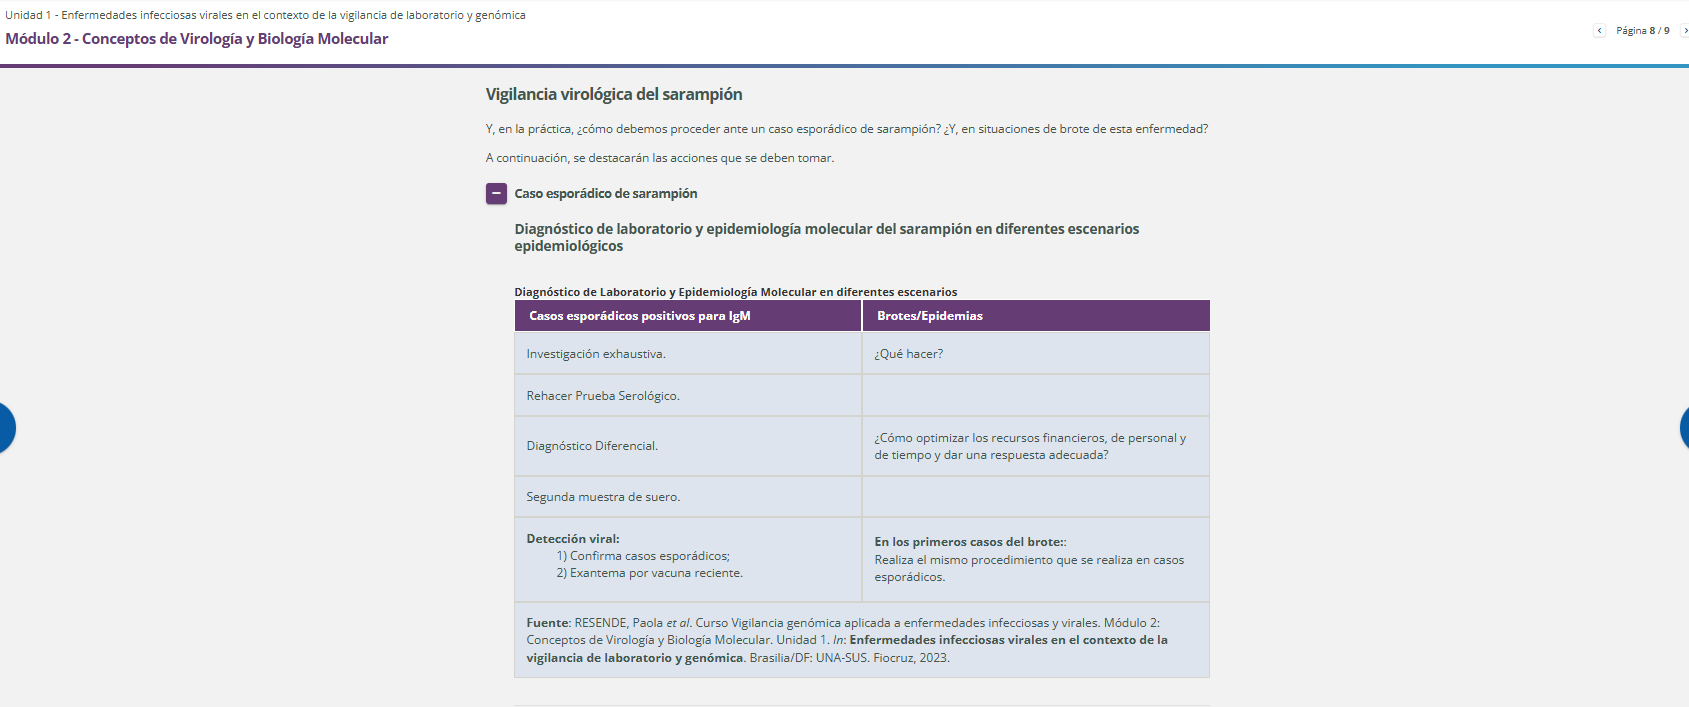 Unidad 1 - Enfermedades infecciosas virales en el contexto de la vigilancia de laboratorio y genómica
Módulo 2 - Conceptos de Virología y Biología Molecular
Página 8 / 9
Vigilancia virológica del sarampión
Y, en la práctica, ¿cómo debemos proceder ante un caso esporádico de sarampión? ¿Y, en situaciones de brote de esta enfermedad?
A continuación, se destacarán las acciones que se deben tomar.
Caso esporádico de sarampión
Diagnóstico de laboratorio y epidemiología molecular del sarampión en diferentes escenarios
epidemiológicos
Diagnóstico de Laboratorio y Epidemiología Molecular en diferentes escenarios
Casos esporádicos positivos para IgM
Brotes/Epidemias
Investigación exhaustiva.
¿Qué hacer?
Rehacer Prueba Serológico.
Diagnóstico Diferencial.
¿Cómo optimizar los recursos financieros, de personal y
de tiempo y dar una respuesta adecuada?
Segunda muestra de suero.
Detección viral:
1) Confirma casos esporádicos;
2) Exantema por vacuna reciente.
En los primeros casos del brote::
Realiza el mismo procedimiento que se realiza en casos
esporádicos.
Fuente: RESENDE, Paola et al. Curso Vigilancia genómica aplicada a enfermedades infecciosas y virales. Módulo 2:
Conceptos de Virología y Biología Molecular. Unidad 1. In: Enfermedades infecciosas virales en el contexto de la
vigilancia de laboratorio y genómica. Brasilia/DF: UNA-SUS. Fiocruz, 2023.